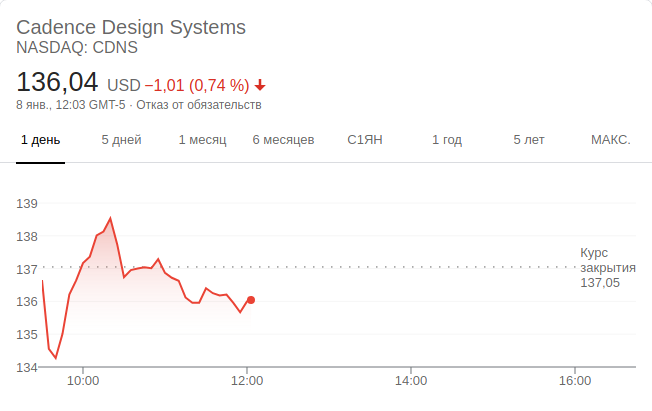 Cadence Design Systems
NASDAQ: CDNS
136,04 USD −1,01 (0,74 %)
8 янв., 12:03 GMT-5 · Отказ от обязательств
1 день 5 дней 1 месяц 6 месяцев С1ЯН 1 год 5 лет МАКС.
139
138
137
136
135
134
Курс
закрытия
137,05
10:00 12:00 14:00 16:00